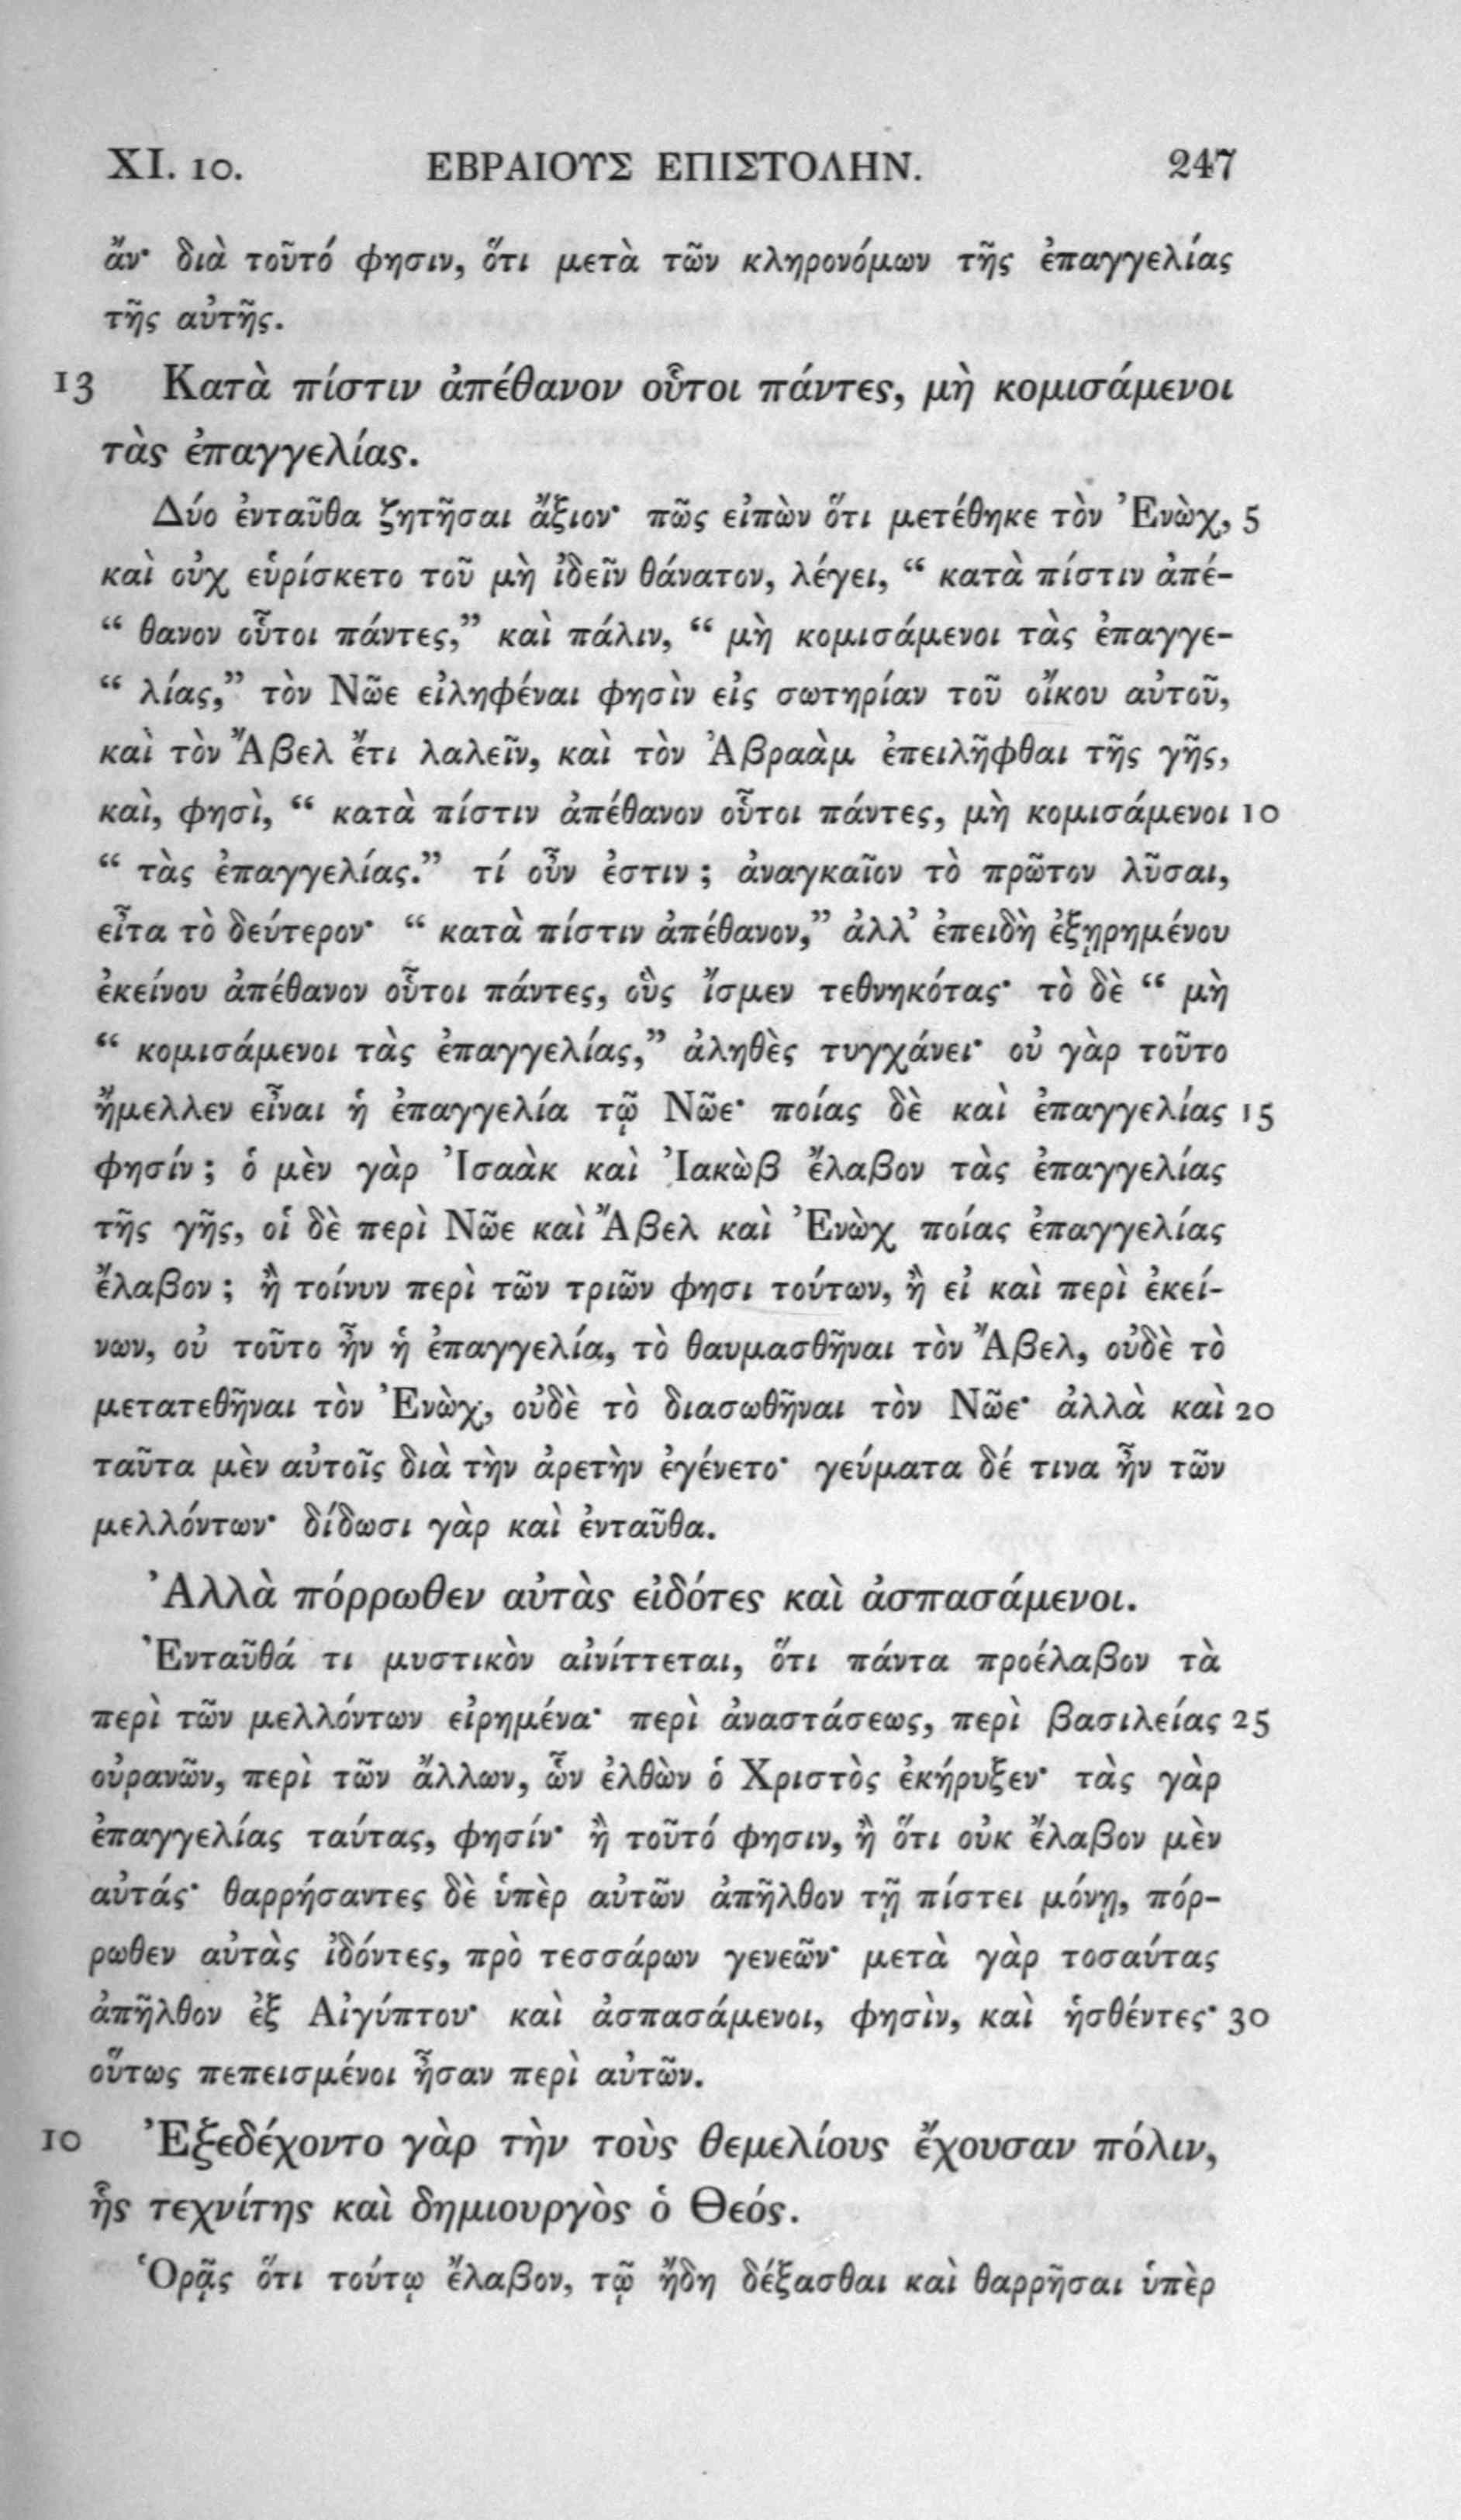 XI. 10. ΕΒΡΑΙΟΥΣ ΕΠΙΣΤΟΛΗΝ. 247
ἄν· διὰ τοῦτό φησιν, ὅτι μετὰ τῶν κληρονόμων τῆς ἐπαγγελίας
τῆς αὐτῆς.
13 Κατὰ πίστιν ἀπέθανον οὗτοι πάντες, μὴ κομισάμενοι
τὰς ἐπαγγελίας.
Δύο ἐνταῦθα ζητῆσαι ἄξιον· πῶς εἰπὼν ὅτι μετέθηκε τὸν Ἐνὼχ, 5
καὶ οὐχ εὑρίσκετο τοῦ μὴ ἰδεῖν θάνατον, λέγει, “ κατὰ πίστιν ἀπέ-
“ θανον οὗτοι πάντες,” καὶ πάλιν, “ μὴ κομισάμενοι τὰς ἐπαγγε-
“ λίας,” τὸν Νῶε εἰληφέναι φησὶν εἰς σωτηρίαν τοῦ οἴκου αὐτοῦ,
καὶ τὸν Ἄβελ ἔτι λαλεῖν, καὶ τὸν Ἀβραὰμ ἐπειλῆφθαι τῆς γῆς,
καὶ, φησὶ, “ κατὰ πίστιν ἀπέθανον οὗτοι πάντες, μὴ κομισάμενοι 10
“ τὰς ἐπαγγελίας.” τί οὖν ἐστιν ; ἀναγκαῖον τὸ πρῶτον λῦσαι,
εἶτα τὸ δεύτερον· “ κατὰ πίστιν ἀπέθανον,” ἀλλ’ ἐπειδὴ ἐξῃρημένου
ἐκείνου ἀπέθανον οὗτοι πάντες, οὓς ἴσμεν τεθνηκότας· τὸ δὲ “ μὴ
“ κομισάμενοι τὰς ἐπαγγελίας,” ἀληθὲς τυγχάνει· οὐ γὰρ τοῦτο
ἤμελλεν εἶναι ἡ ἐπαγγελία τῷ Νῶε· ποίας δὲ καὶ ἐπαγγελίας 15
φησίν ; ὁ μὲν γὰρ Ἰσαὰκ καὶ Ἰακὼβ ἔλαβον τὰς ἐπαγγελίας
τῆς γῆς, οἱ δὲ περὶ Νῶε καὶ Ἄβελ καὶ Ἐνὼχ ποίας ἐπαγγελίας
ἔλαβον ; ἢ τοίνυν περὶ τῶν τριῶν φησι τούτων, ἢ εἰ καὶ περὶ ἐκεί-
νων, οὐ τοῦτο ἦν ἡ ἐπαγγελία, τὸ θαυμασθῆναι τὸν Ἄβελ, οὐδὲ τὸ
μετατεθῆναι τὸν Ἐνὼχ, οὐδὲ τὸ διασωθῆναι τὸν Νῶε· ἀλλὰ καὶ 20
ταῦτα μὲν αὐτοῖς διὰ τὴν ἀρετὴν ἐγένετο· γεύματα δέ τινα ἦν τῶν
μελλόντων· δίδωσι γὰρ καὶ ἐνταῦθα.
Ἀλλὰ πόρρωθεν αὐτὰς εἰδότες καὶ ἀσπασάμενοι.
Ἐνταῦθά τι μυστικὸν αἰνίττεται, ὅτι πάντα προέλαβον τὰ
περὶ τῶν μελλόντων εἰρημένα· περὶ ἀναστάσεως, περὶ βασιλείας 25
οὐρανῶν, περὶ τῶν ἄλλων, ὧν ἐλθὼν ὁ Χριστὸς ἐκήρυξεν· τὰς γὰρ
ἐπαγγελίας ταύτας, φησίν· ἢ τοῦτό φησιν, ἢ ὅτι οὐκ ἔλαβον μὲν
αὐτάς· θαρρήσαντες δὲ ὑπὲρ αὐτῶν ἀπῆλθον τῇ πίστει μόνῃ, πόρ-
ρωθεν αὐτὰς ἰδόντες, πρὸ τεσσάρων γενεῶν· μετὰ γὰρ τοσαύτας
ἀπῆλθον ἐξ Αἰγύπτου· καὶ ἀσπασάμενοι, φησὶν, καὶ ἡσθέντες· 30
οὕτως πεπεισμένοι ἦσαν περὶ αὐτῶν.
10 Ἐξεδέχοντο γὰρ τὴν τοὺς θεμελίους ἔχουσαν πόλιν,
ἧς τεχνίτης καὶ δημιουργὸς ὁ Θεός.
Ὁρᾷς ὅτι τούτῳ ἔλαβον, τῷ ἤδη δέξασθαι καὶ θαρρῆσαι ὑπὲρ